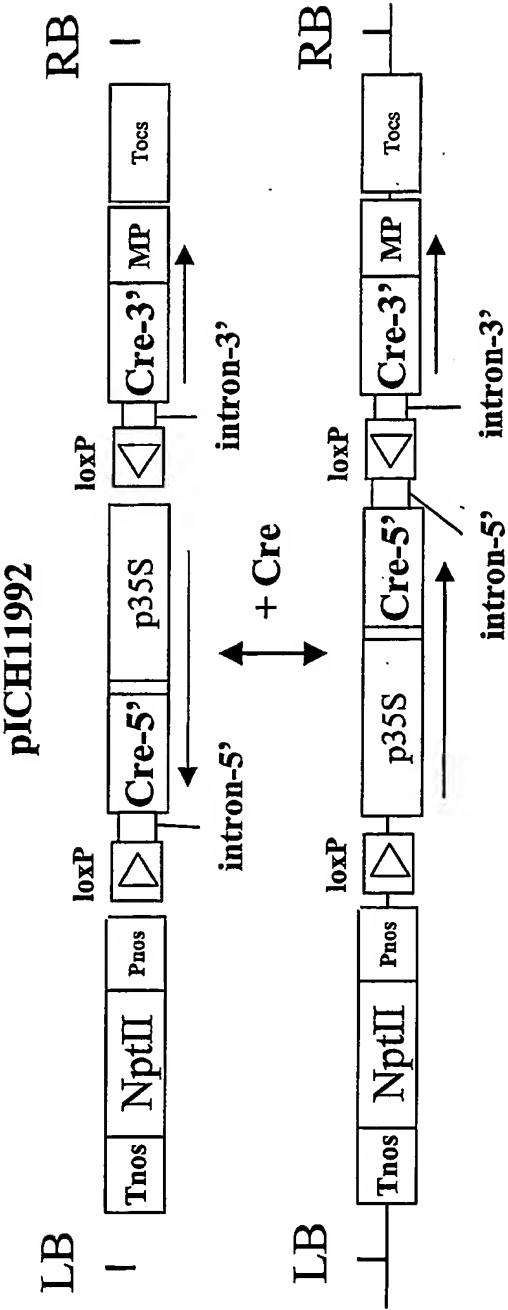 pICH11992
LB
Tnos NptII Pnos loxP Cre-5' p35S loxP Cre-3' MP Tocs
RB
intron-5'
intron-3'
+ Cre
LB
Tnos NptII Pnos loxP p35S Cre-5' loxP Cre-3' MP Tocs
RB
intron-5'
intron-3'